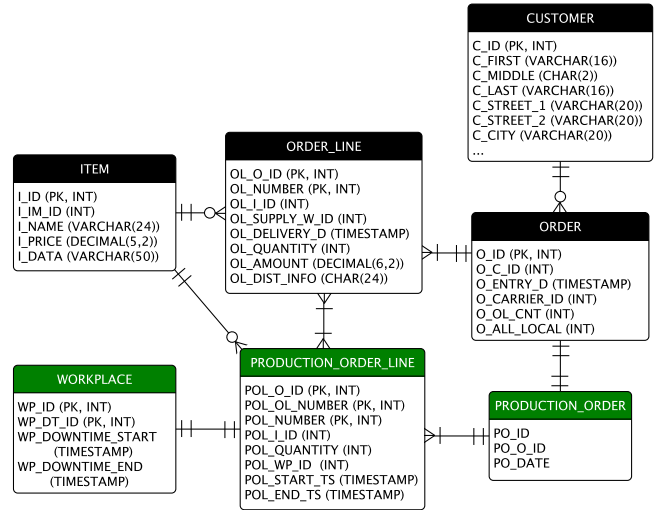 CUSTOMER
C_ID (PK, INT)
C_FIRST (VARCHAR(16))
C_MIDDLE (CHAR(2))
C_LAST (VARCHAR(16))
C_STREET_1 (VARCHAR(20))
C_STREET_2 (VARCHAR(20))
C_CITY (VARCHAR(20))
...
ORDER_LINE
OL_O_ID (PK, INT)
OL_NUMBER (PK, INT)
OL_I_ID (INT)
OL_SUPPLY_W_ID (INT)
OL_DELIVERY_D (TIMESTAMP)
OL_QUANTITY (INT)
OL_AMOUNT (DECIMAL(6,2))
OL_DIST_INFO (CHAR(24))
ITEM
I_ID (PK, INT)
I_IM_ID (INT)
I_NAME (VARCHAR(24))
I_PRICE (DECIMAL(5,2))
I_DATA (VARCHAR(50))
ORDER
O_ID (PK, INT)
O_C_ID (INT)
O_ENTRY_D (TIMESTAMP)
O_CARRIER_ID (INT)
O_OL_CNT (INT)
O_ALL_LOCAL (INT)
PRODUCTION_ORDER_LINE
POL_O_ID (PK, INT)
POL_OL_NUMBER (PK, INT)
POL_NUMBER (PK, INT)
POL_I_ID (INT)
POL_QUANTITY (INT)
POL_WP_ID  (INT)
POL_START_TS (TIMESTAMP)
POL_END_TS (TIMESTAMP)
WORKPLACE
WP_ID (PK, INT)
WP_DT_ID (PK, INT)
WP_DOWNTIME_START
(TIMESTAMP)
WP_DOWNTIME_END
(TIMESTAMP)
PRODUCTION_ORDER
PO_ID
PO_O_ID
PO_DATE